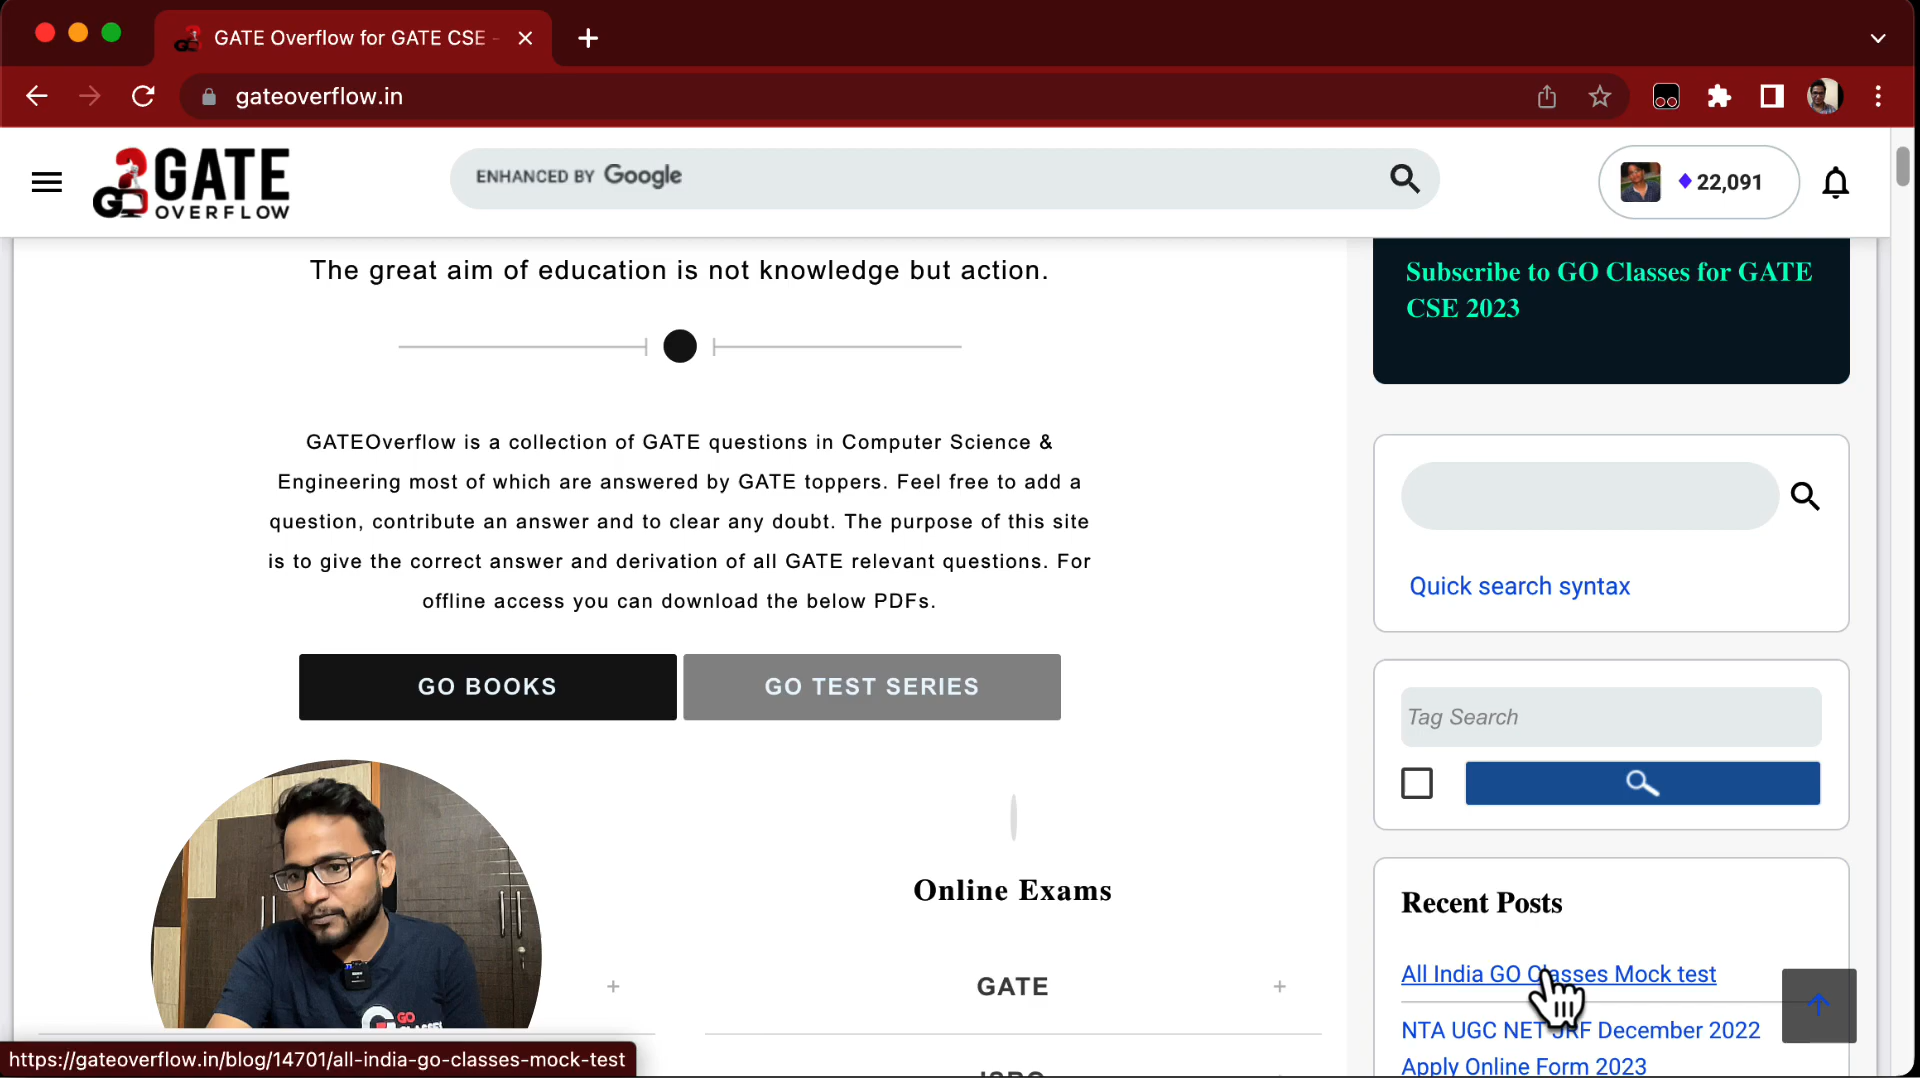 GATE Overflow for GATE CSE -
gateoverflow.in
GATE
OVERFLOW
ENHANCED BY Google
22,091
The great aim of education is not knowledge but action.
GATEOverflow is a collection of GATE questions in Computer Science &
Engineering most of which are answered by GATE toppers. Feel free to add a
question, contribute an answer and to clear any doubt. The purpose of this site
is to give the correct answer and derivation of all GATE relevant questions. For
offline access you can download the below PDFs.
GO BOOKS
GO TEST SERIES
Online Exams
GATE
GO
Subscribe to GO Classes for GATE
CSE 2023
Quick search syntax
Tag Search
Recent Posts
All India GO Classes Mock test
NTA UGC NET JRF December 2022
Apply Online Form 2023
https://gateoverflow.in/blog/14701/all-india-go-classes-mock-test